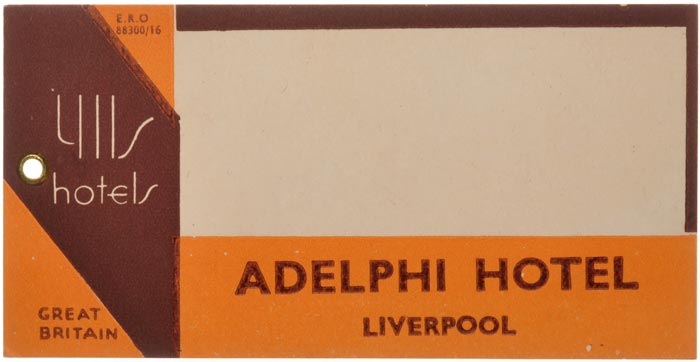 E.R.O
88300/16
LMS
hotels
GREAT
BRITAIN
ADELPHI HOTEL
LIVERPOOL